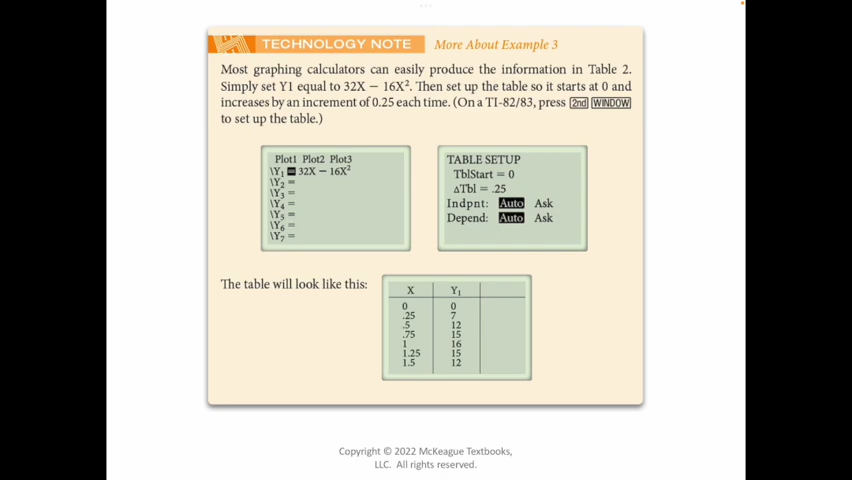 TECHNOLOGY NOTE More About Example 3
Most graphing calculators can easily produce the information in Table 2.
Simply set Y1 equal to 32X − 16X². Then set up the table so it starts at 0 and
increases by an increment of 0.25 each time. (On a TI-82/83, press 2nd WINDOW
to set up the table.)
Plot1 Plot2 Plot3
\Y₁ = 32X − 16X²
\Y₂ =
\Y₃ =
\Y₄ =
\Y₅ =
\Y₆ =
\Y₇ =
TABLE SETUP
TblStart = 0
ΔTbl = .25
Indpnt: Auto Ask
Depend: Auto Ask
The table will look like this:
X Y₁
0 0
.25 7
.5 12
.75 15
1 16
1.25 15
1.5 12
Copyright © 2022 McKeague Textbooks,
LLC. All rights reserved.